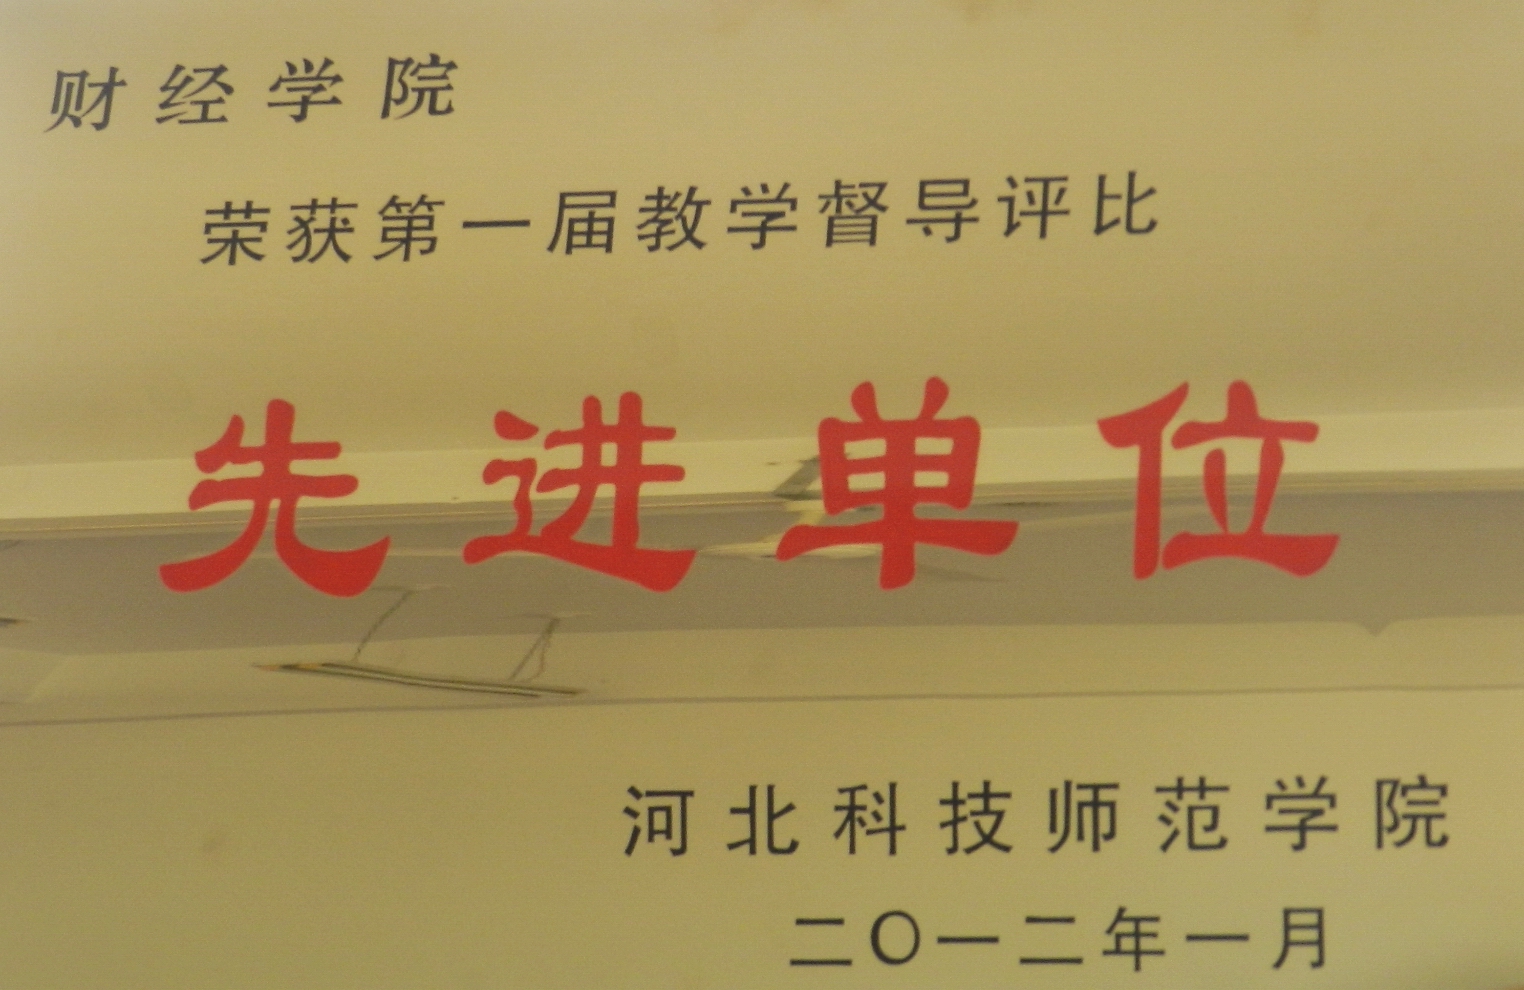 财经学院
荣获第一届教学督导评比
先进单位
河北科技师范学院
二〇一二年一月